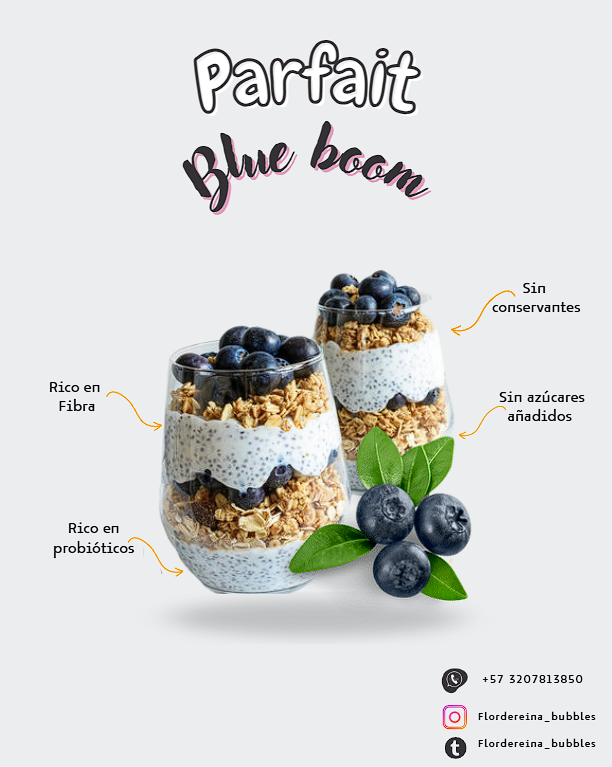 Parfait
Blue boom
Sin
conservantes
Rico en
Fibra
Sin azúcares
añadidos
Rico en
probióticos
+57 3207813850
Flordereina_bubbles
t
Flordereina_bubbles